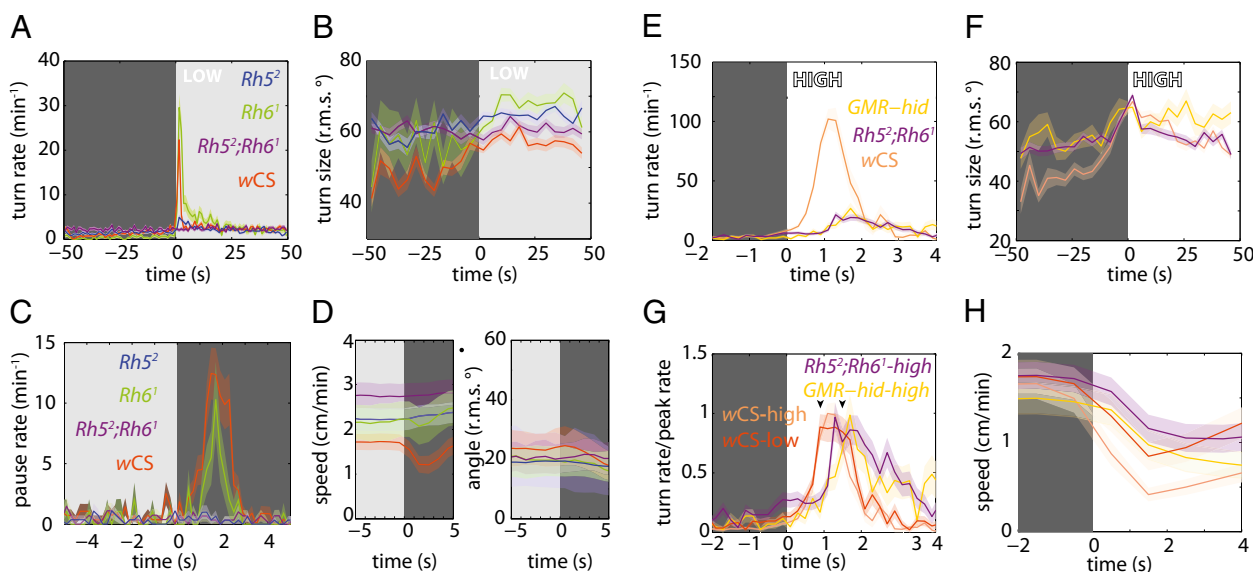 A
turn rate (min⁻¹)
40
30
20
10
0
LOW
Rh5²
Rh6¹
Rh5²;Rh6¹
wCS
−50 −25 0 25 50
time (s)
B
turn size (r.m.s. °)
80
60
40
LOW
−50 −25 0 25 50
time (s)
E
turn rate (min⁻¹)
150
100
50
0
HIGH
GMR−hid
Rh5²;Rh6¹
wCS
−2 −1 0 1 2 3 4
time (s)
F
turn size (r.m.s. °)
80
60
40
20
HIGH
−50 −25 0 25 50
time (s)
C
pause rate (min⁻¹)
15
10
5
0
Rh5²
Rh6¹
Rh5²;Rh6¹
wCS
−4 −2 0 2 4
time (s)
D
speed (cm/min)
4
3
2
1
0
−5 0 5
time (s)
angle (r.m.s. °)
60
40
20
0
−5 0 5
time (s)
G
turn rate/peak rate
1.5
1
0.5
0
Rh5²;Rh6¹-high
GMR−hid-high
wCS-high
wCS-low
−2 −1 0 1 2 3 4
time (s)
H
speed (cm/min)
2
1
0
−2 0 2 4
time (s)